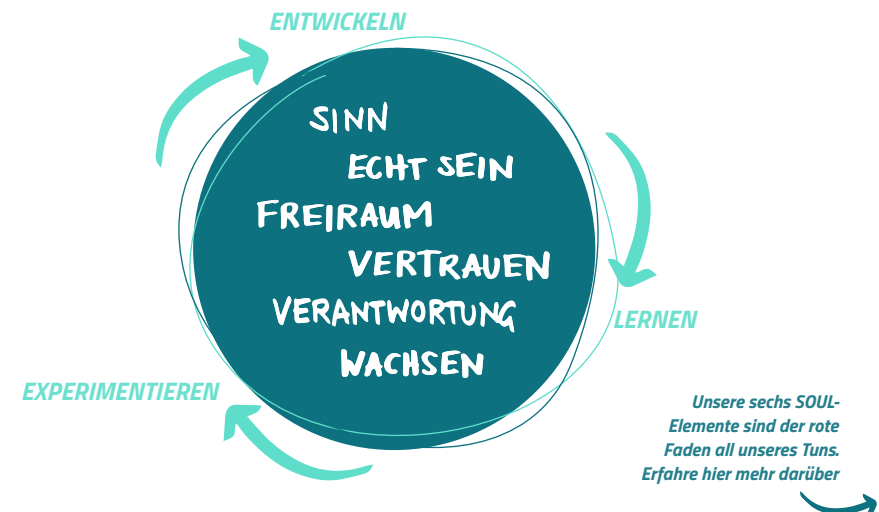 ENTWICKELN
SINN
ECHT SEIN
FREIRAUM
VERTRAUEN
VERANTWORTUNG
WACHSEN
LERNEN
EXPERIMENTIEREN
Unsere sechs SOUL-
Elemente sind der rote
Faden all unseres Tuns.
Erfahre hier mehr darüber